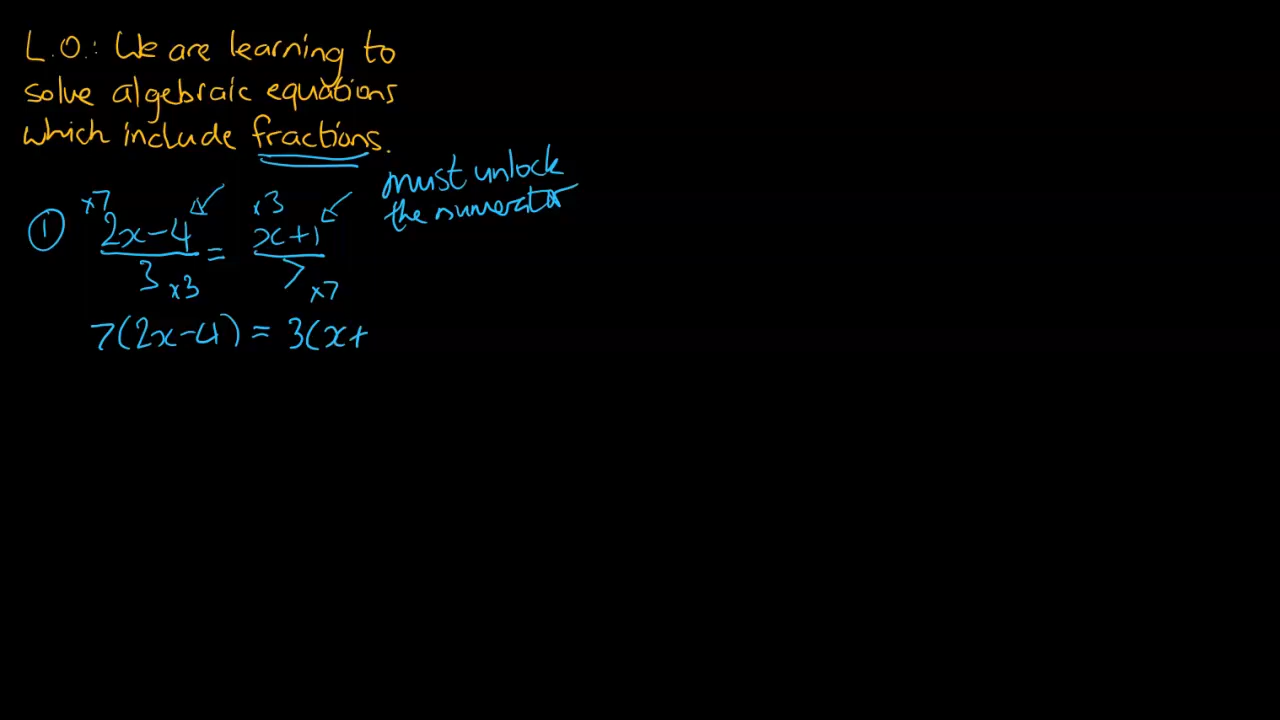 L.O.: We are learning to
solve algebraic equations
which include fractions.
must unlock
the numerator
×7 ×3
① 2x-4 = x+1
3 ×3 7 ×7
7(2x-4) = 3(x+